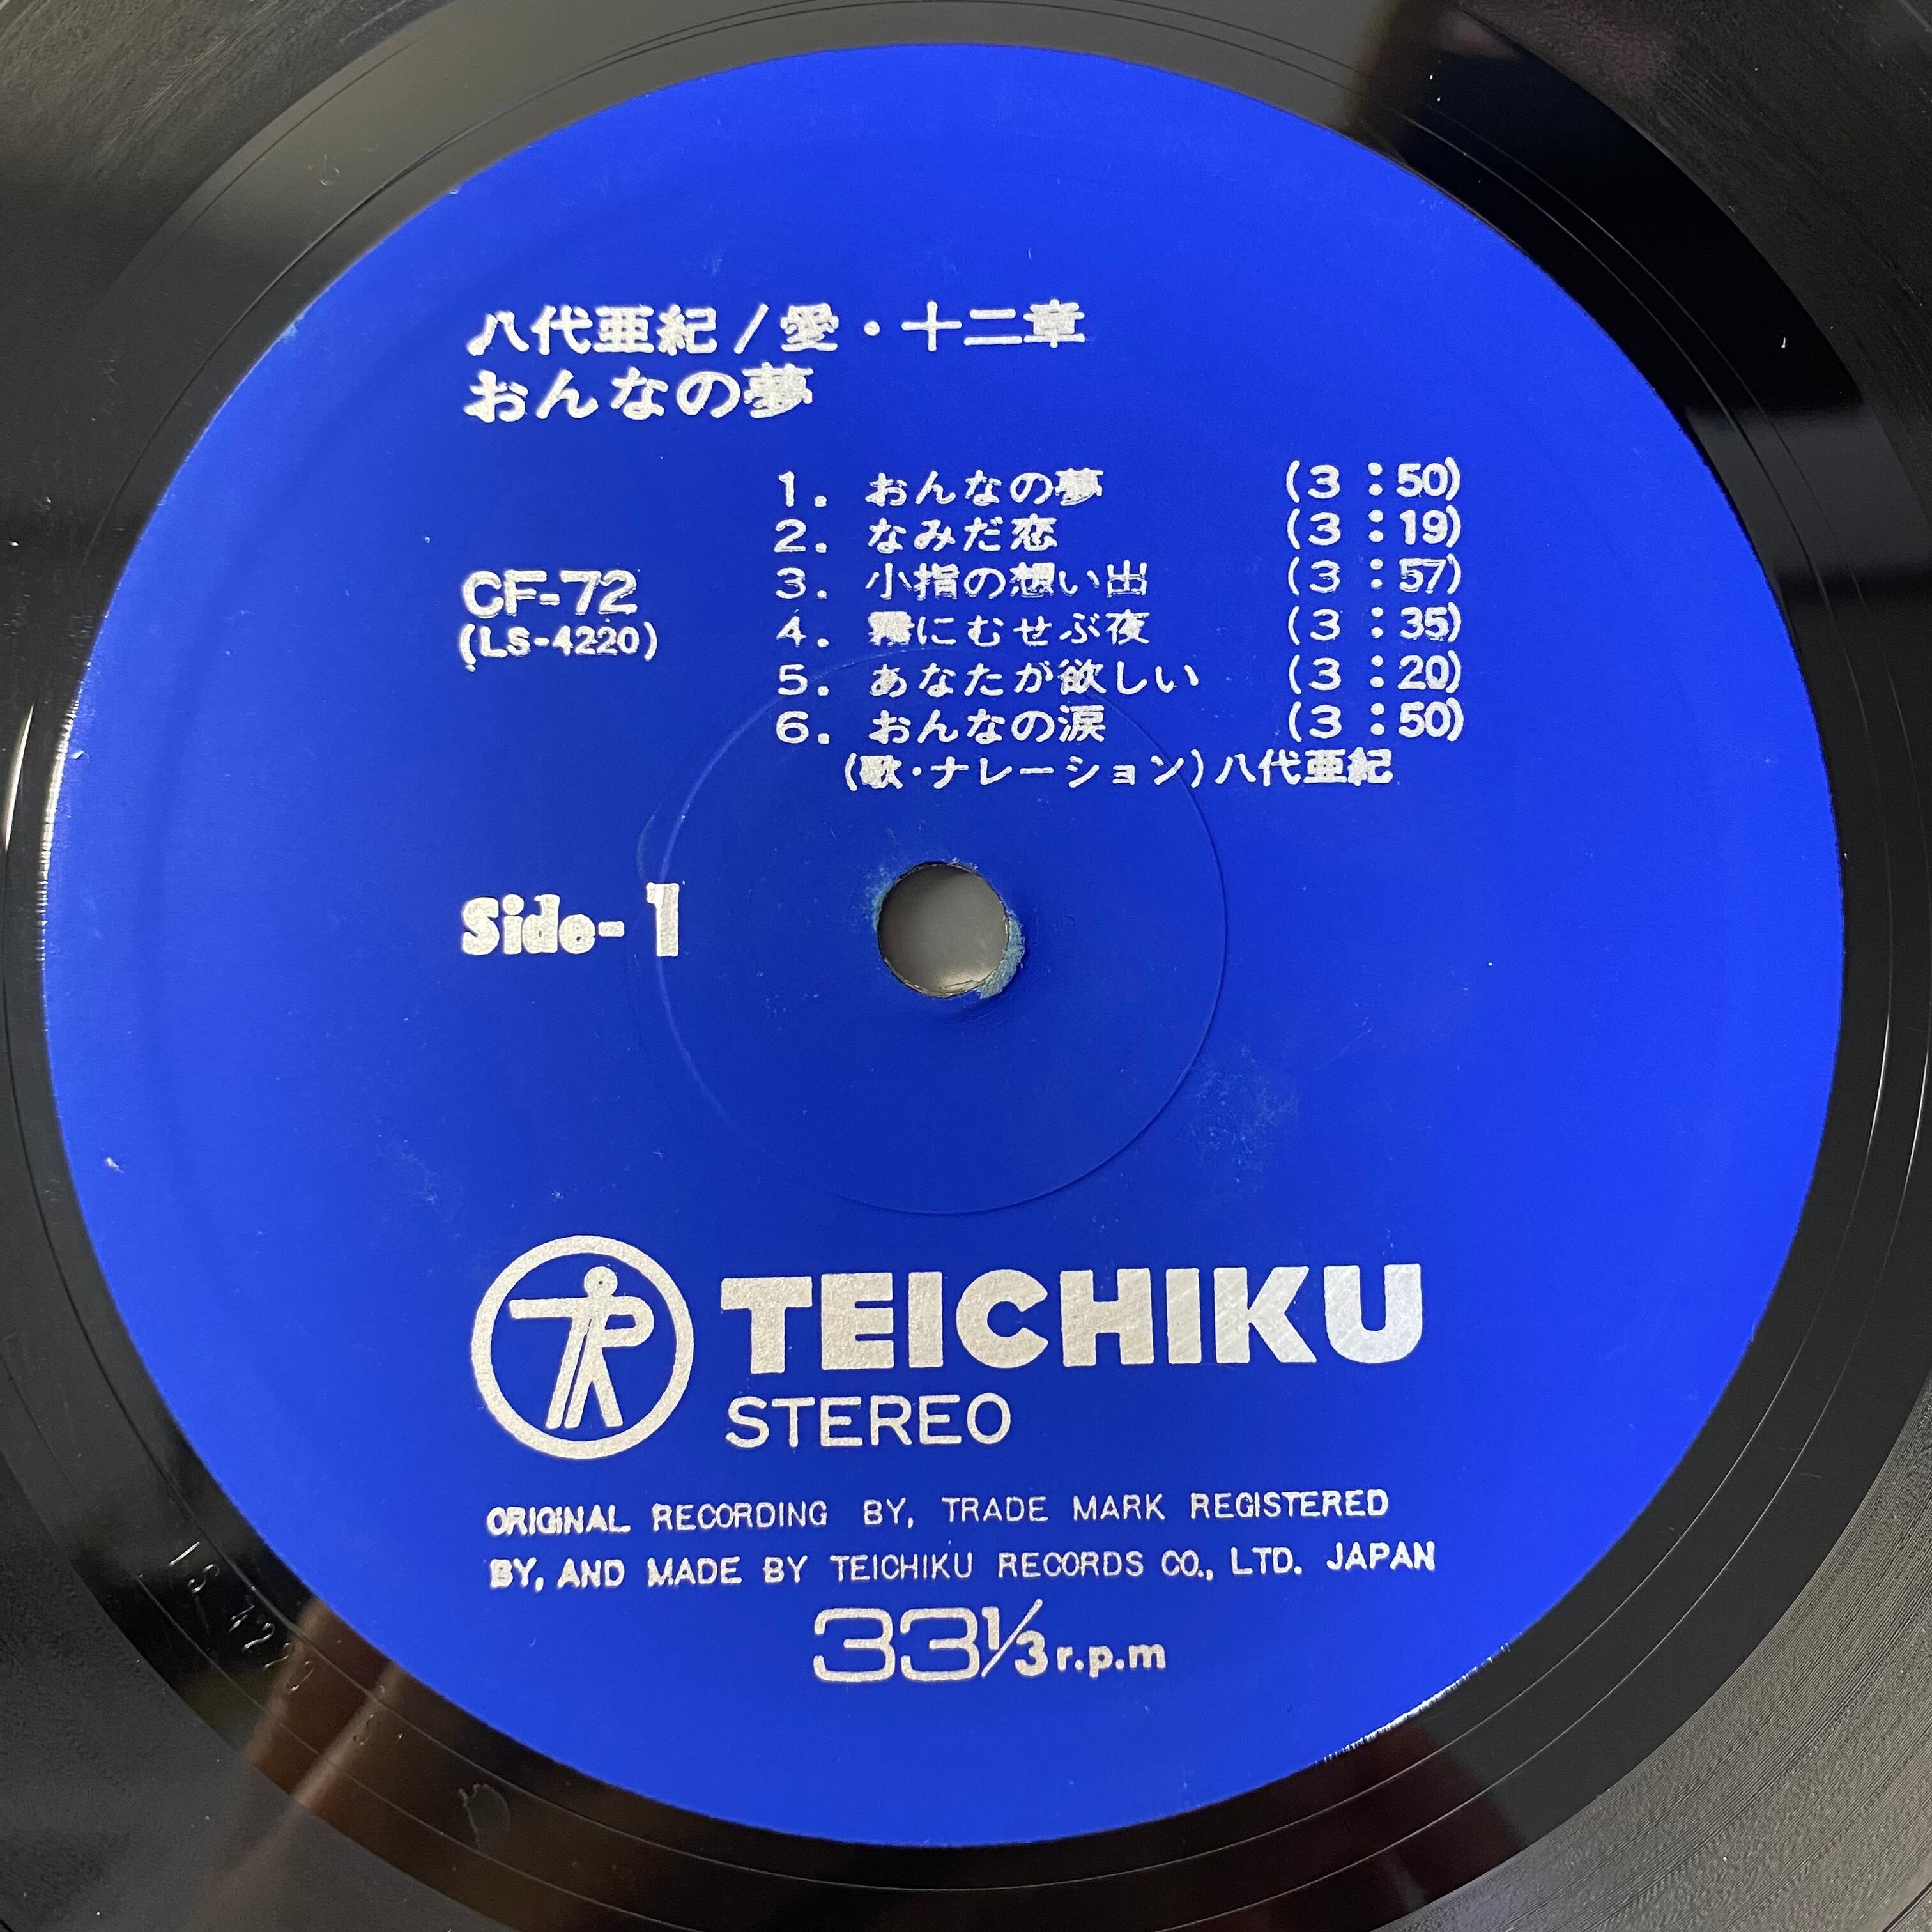 八代亜紀/愛・十二章
おんなの夢
1. おんなの夢 (3:50)
2. なみだ恋 (3:19)
3. 小指の想い出 (3:57)
4. 霧にむせぶ夜 (3:35)
5. あなたが欲しい (3:20)
6. おんなの涙 (3:50)
(歌・ナレーション)八代亜紀
CF-72
(LS-4220)
Side-1
TEICHIKU
STEREO
ORIGINAL RECORDING BY, TRADE MARK REGISTERED
BY, AND MADE BY TEICHIKU RECORDS CO., LTD. JAPAN
33 1/3 r.p.m